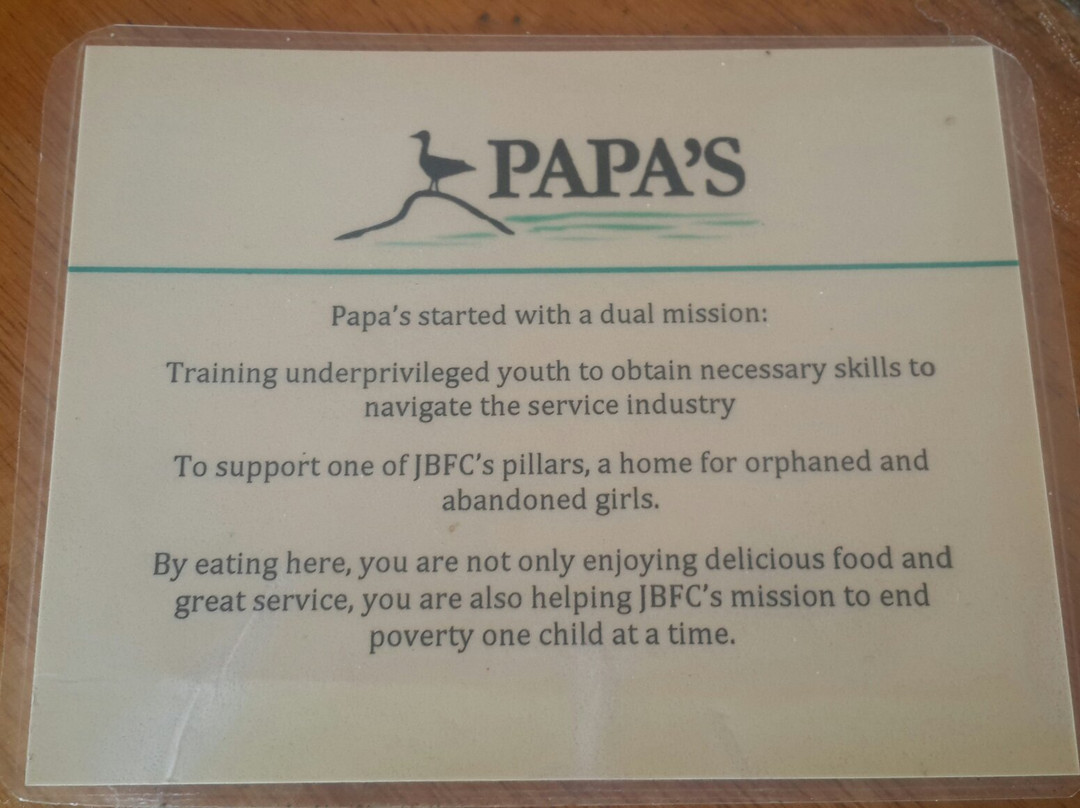 PAPA'S
Papa's started with a dual mission:
Training underprivileged youth to obtain necessary skills to
navigate the service industry
To support one of JBFC's pillars, a home for orphaned and
abandoned girls.
By eating here, you are not only enjoying delicious food and
great service, you are also helping JBFC's mission to end
poverty one child at a time.